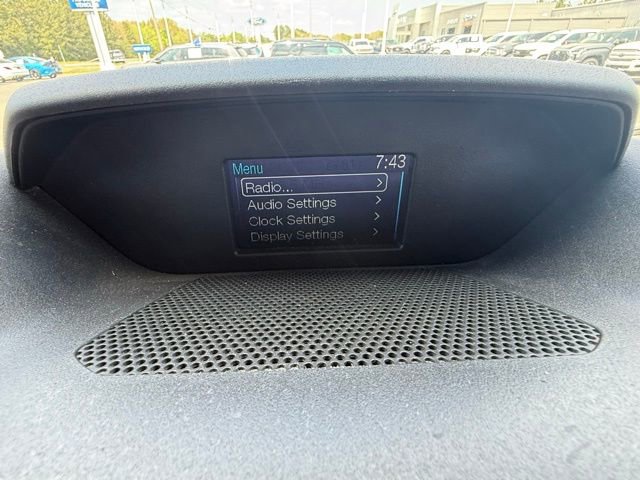 Menu 7:43
Radio... >
Audio Settings >
Clock Settings >
Display Settings >